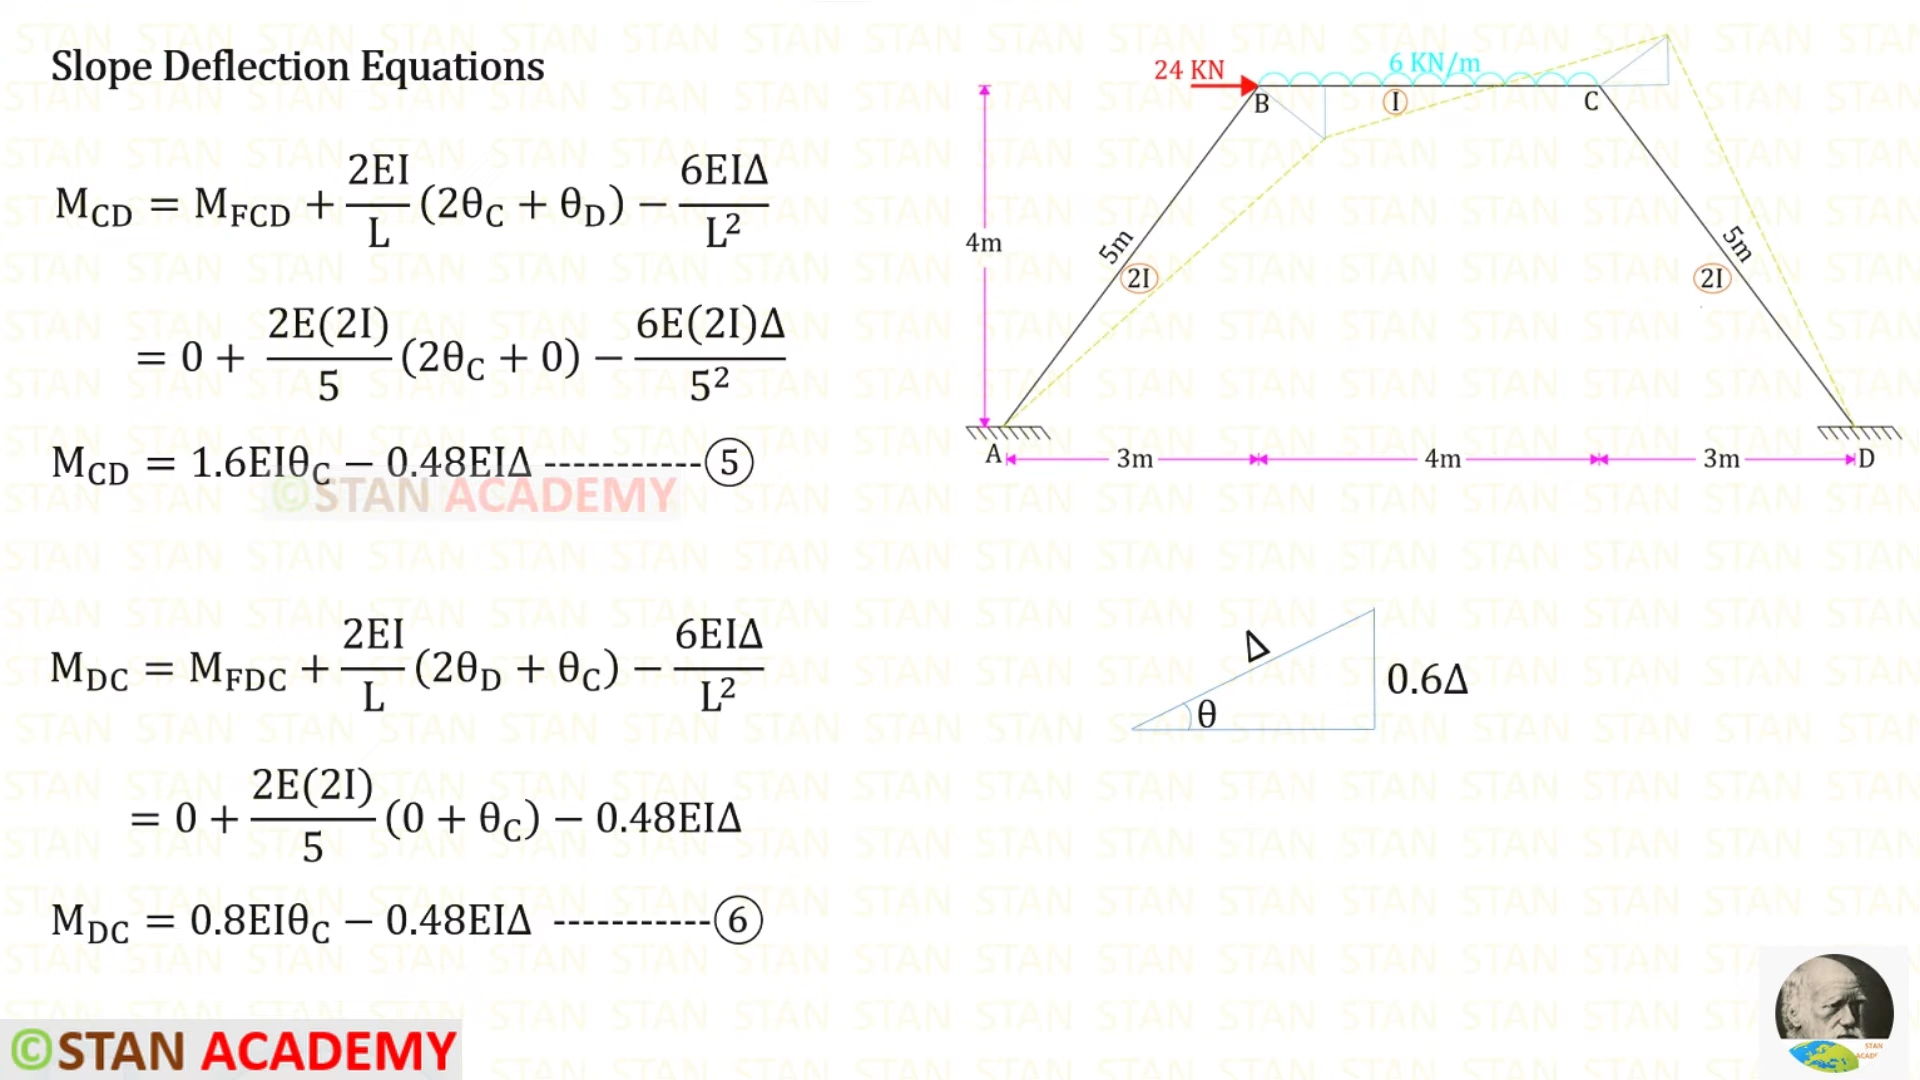 Slope Deflection Equations
M_CD = M_FCD + 2EI/L (2θ_C + θ_D) − 6EIΔ/L²
= 0 + 2E(2I)/5 (2θ_C + 0) − 6E(2I)Δ/5²
M_CD = 1.6EIθ_C − 0.48EIΔ -----------⑤
©STAN ACADEMY
M_DC = M_FDC + 2EI/L (2θ_D + θ_C) − 6EIΔ/L²
= 0 + 2E(2I)/5 (0 + θ_C) − 0.48EIΔ
M_DC = 0.8EIθ_C − 0.48EIΔ -----------⑥
©STAN ACADEMY
24 KN
6 KN/m
B
I
C
4m
5m
2I
5m
2I
A
3m
4m
3m
D
Δ
0.6Δ
θ
STAN